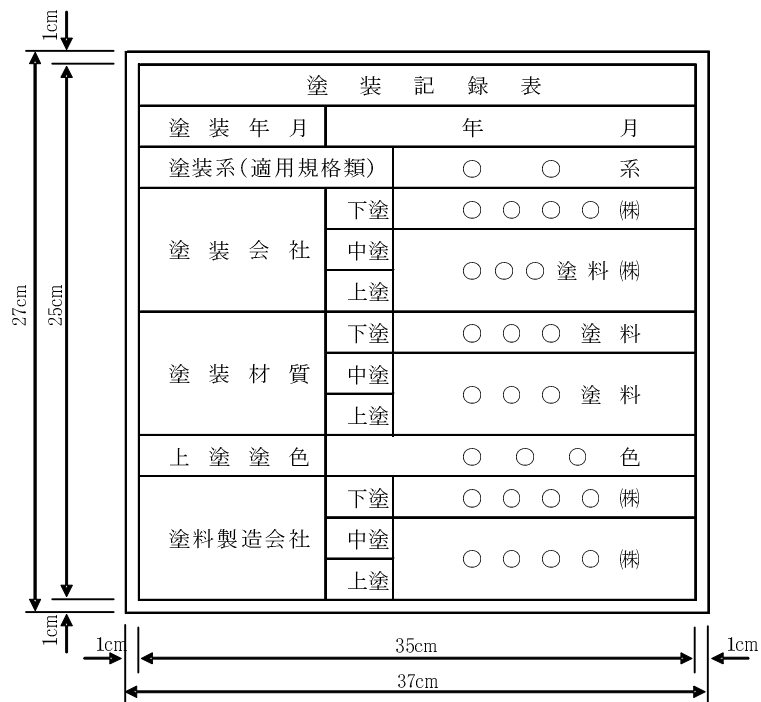 1cm
塗装記録表
塗装年月 年 月
塗装系(適用規格類) ○ ○ 系
塗装会社 下塗 ○○○○㈱
中塗 ○○○塗料㈱
上塗
塗装材質 下塗 ○○○塗料
中塗 ○○○塗料
上塗
上塗塗色 ○○○色
塗料製造会社 下塗 ○○○○㈱
中塗 ○○○○㈱
上塗
27cm
25cm
1cm
1cm 35cm 1cm
37cm